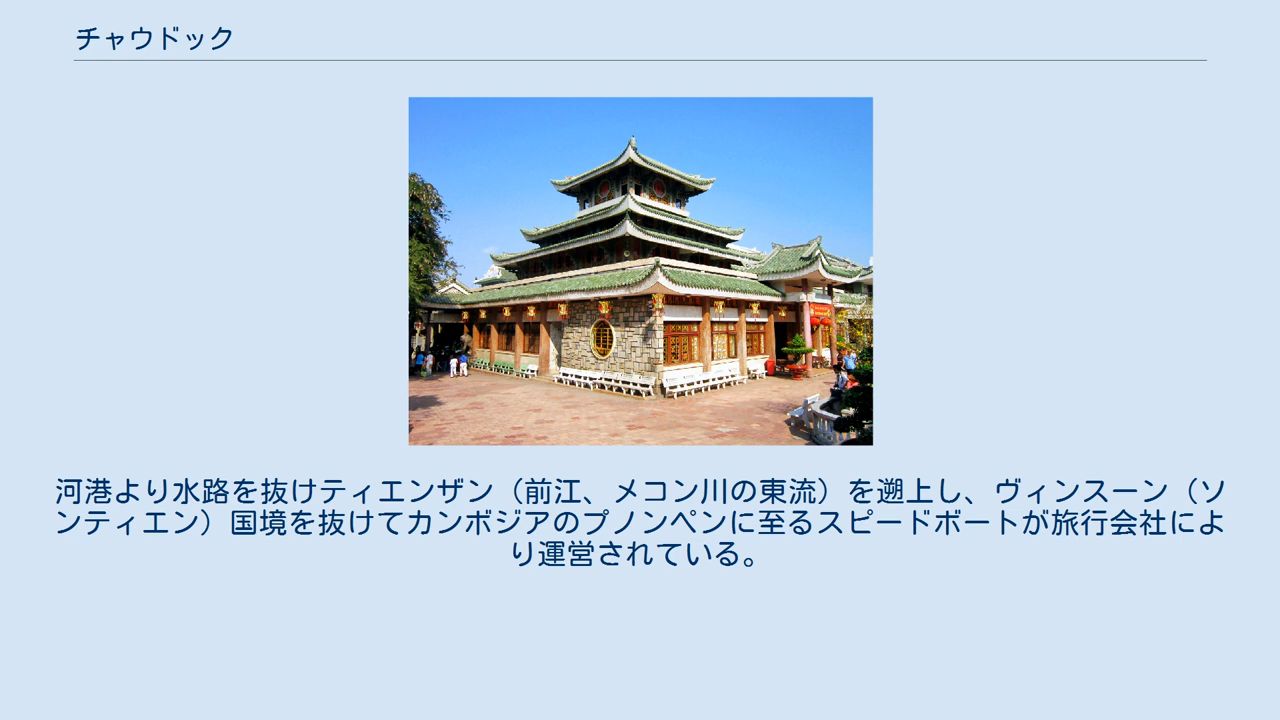 チャウドック
河港より水路を抜けティエンザン（前江、メコン川の東流）を遡上し、ヴィンスーン（ソ
ンティエン）国境を抜けてカンボジアのプノンペンに至るスピードボートが旅行会社によ
り運営されている。